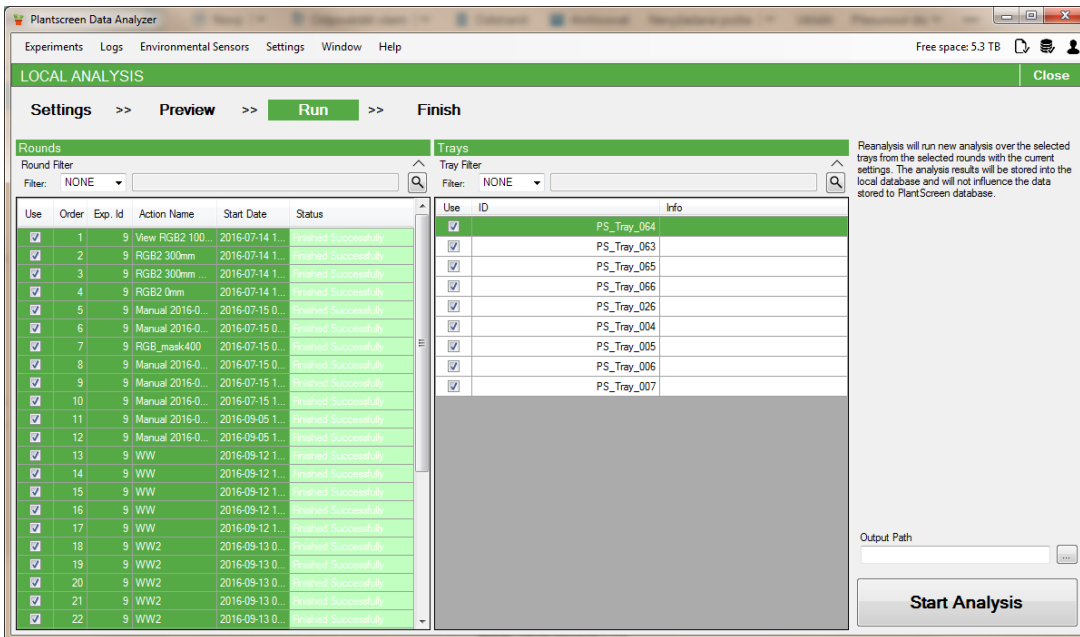 Plantscreen Data Analyzer
Experiments Logs Environmental Sensors Settings Window Help Free space: 5.3 TB
LOCAL ANALYSIS Close
Settings >> Preview >> Run >> Finish
Rounds
Round Filter
Filter: NONE
Use Order Exp. Id Action Name Start Date Status
1 9 View RGB2 100... 2016-07-14 1... Finished Successfully
2 9 RGB2 300mm 2016-07-14 1... Finished Successfully
3 9 RGB2 300mm ... 2016-07-14 1... Finished Successfully
4 9 RGB2 0mm 2016-07-14 1... Finished Successfully
5 9 Manual 2016-0... 2016-07-15 0... Finished Successfully
6 9 Manual 2016-0... 2016-07-15 0... Finished Successfully
7 9 RGB_mask400 2016-07-15 0... Finished Successfully
8 9 Manual 2016-0... 2016-07-15 0... Finished Successfully
9 9 Manual 2016-0... 2016-07-15 1... Finished Successfully
10 9 Manual 2016-0... 2016-07-15 1... Finished Successfully
11 9 Manual 2016-0... 2016-09-05 1... Finished Successfully
12 9 Manual 2016-0... 2016-09-05 1... Finished Successfully
13 9 WW 2016-09-12 1... Finished Successfully
14 9 WW 2016-09-12 1... Finished Successfully
15 9 WW 2016-09-12 1... Finished Successfully
16 9 WW 2016-09-12 1... Finished Successfully
17 9 WW 2016-09-12 1... Finished Successfully
18 9 WW2 2016-09-13 0... Finished Successfully
19 9 WW2 2016-09-13 0... Finished Successfully
20 9 WW2 2016-09-13 0... Finished Successfully
21 9 WW2 2016-09-13 0... Finished Successfully
22 9 WW2 2016-09-13 0... Finished Successfully
Trays
Tray Filter
Filter: NONE
Use ID Info
PS_Tray_064
PS_Tray_063
PS_Tray_065
PS_Tray_066
PS_Tray_026
PS_Tray_004
PS_Tray_005
PS_Tray_006
PS_Tray_007
Reanalysis will run new analysis over the selected
trays from the selected rounds with the current
settings. The analysis results will be stored into the
local database and will not influence the data
stored to PlantScreen database.
Output Path
...
Start Analysis